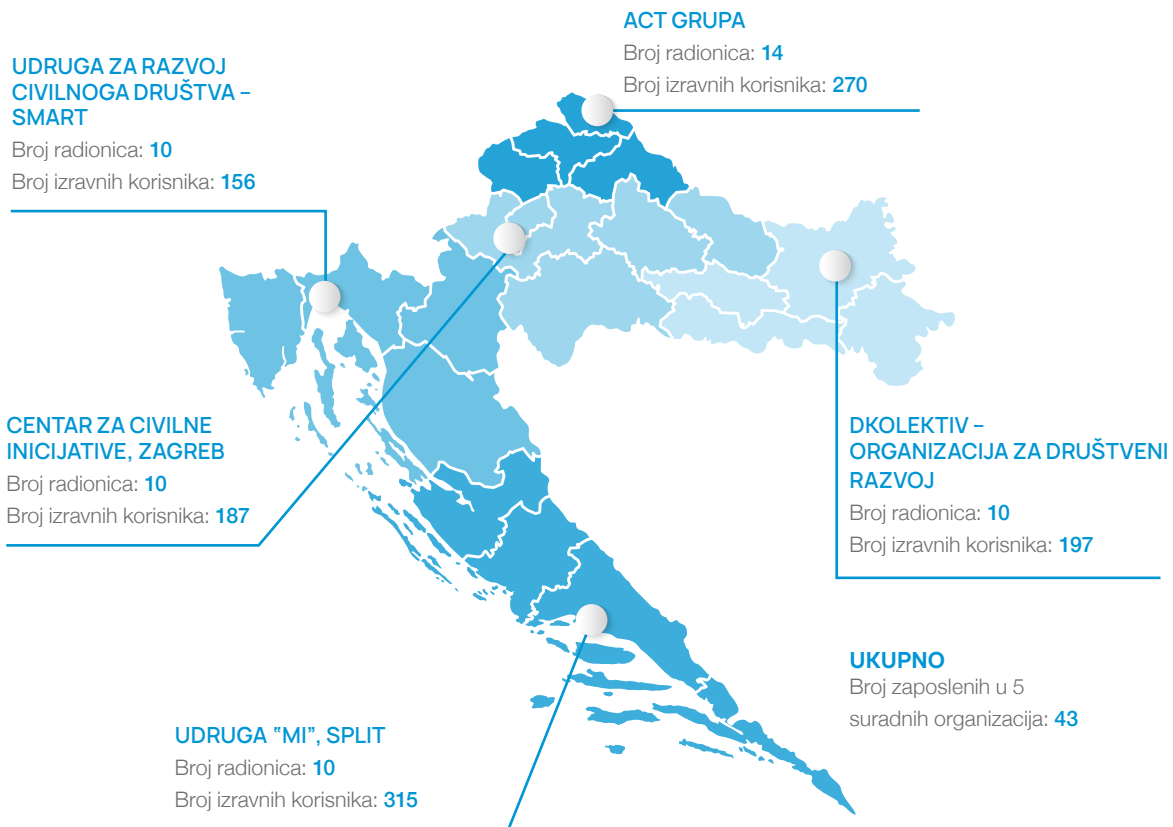 ACT GRUPA
Broj radionica: 14
Broj izravnih korisnika: 270
UDRUGA ZA RAZVOJ
CIVILNOGA DRUŠTVA –
SMART
Broj radionica: 10
Broj izravnih korisnika: 156
CENTAR ZA CIVILNE
INICIJATIVE, ZAGREB
Broj radionica: 10
Broj izravnih korisnika: 187
DKOLEKTIV –
ORGANIZACIJA ZA DRUŠTVENI
RAZVOJ
Broj radionica: 10
Broj izravnih korisnika: 197
UKUPNO
Broj zaposlenih u 5
suradnih organizacija: 43
UDRUGA "MI", SPLIT
Broj radionica: 10
Broj izravnih korisnika: 315